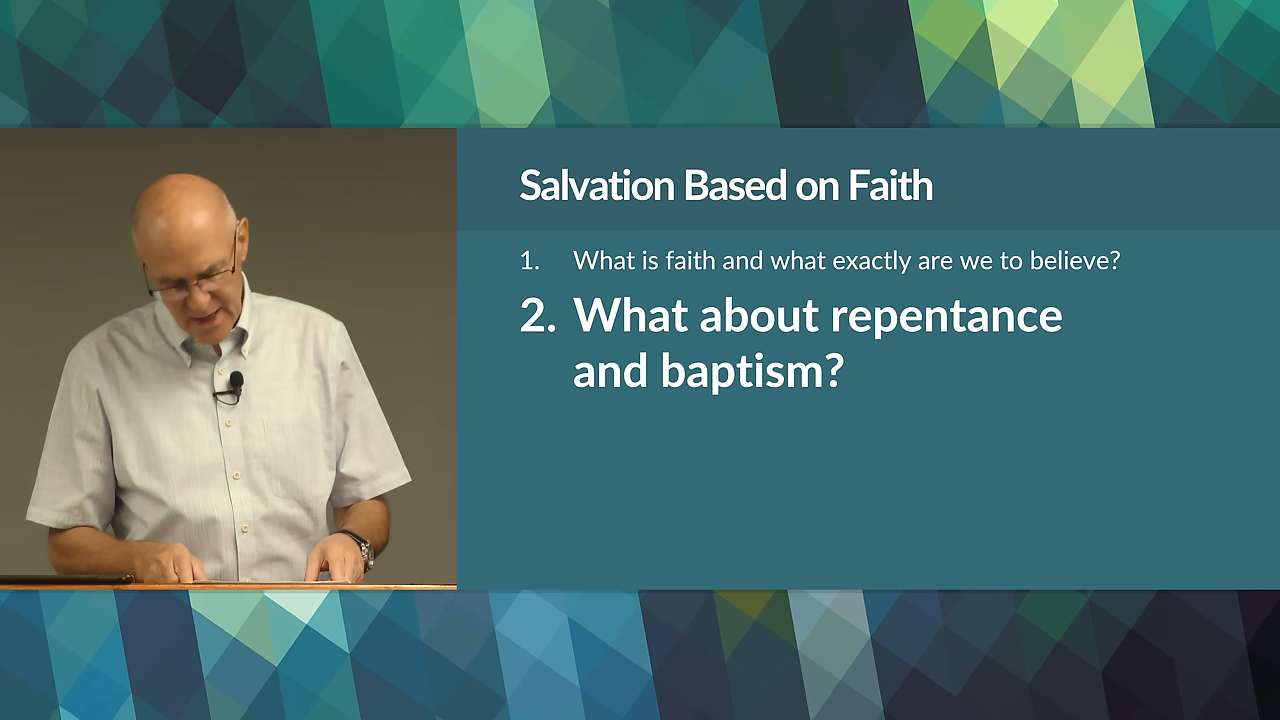 Salvation Based on Faith
1. What is faith and what exactly are we to believe?
2. What about repentance
and baptism?